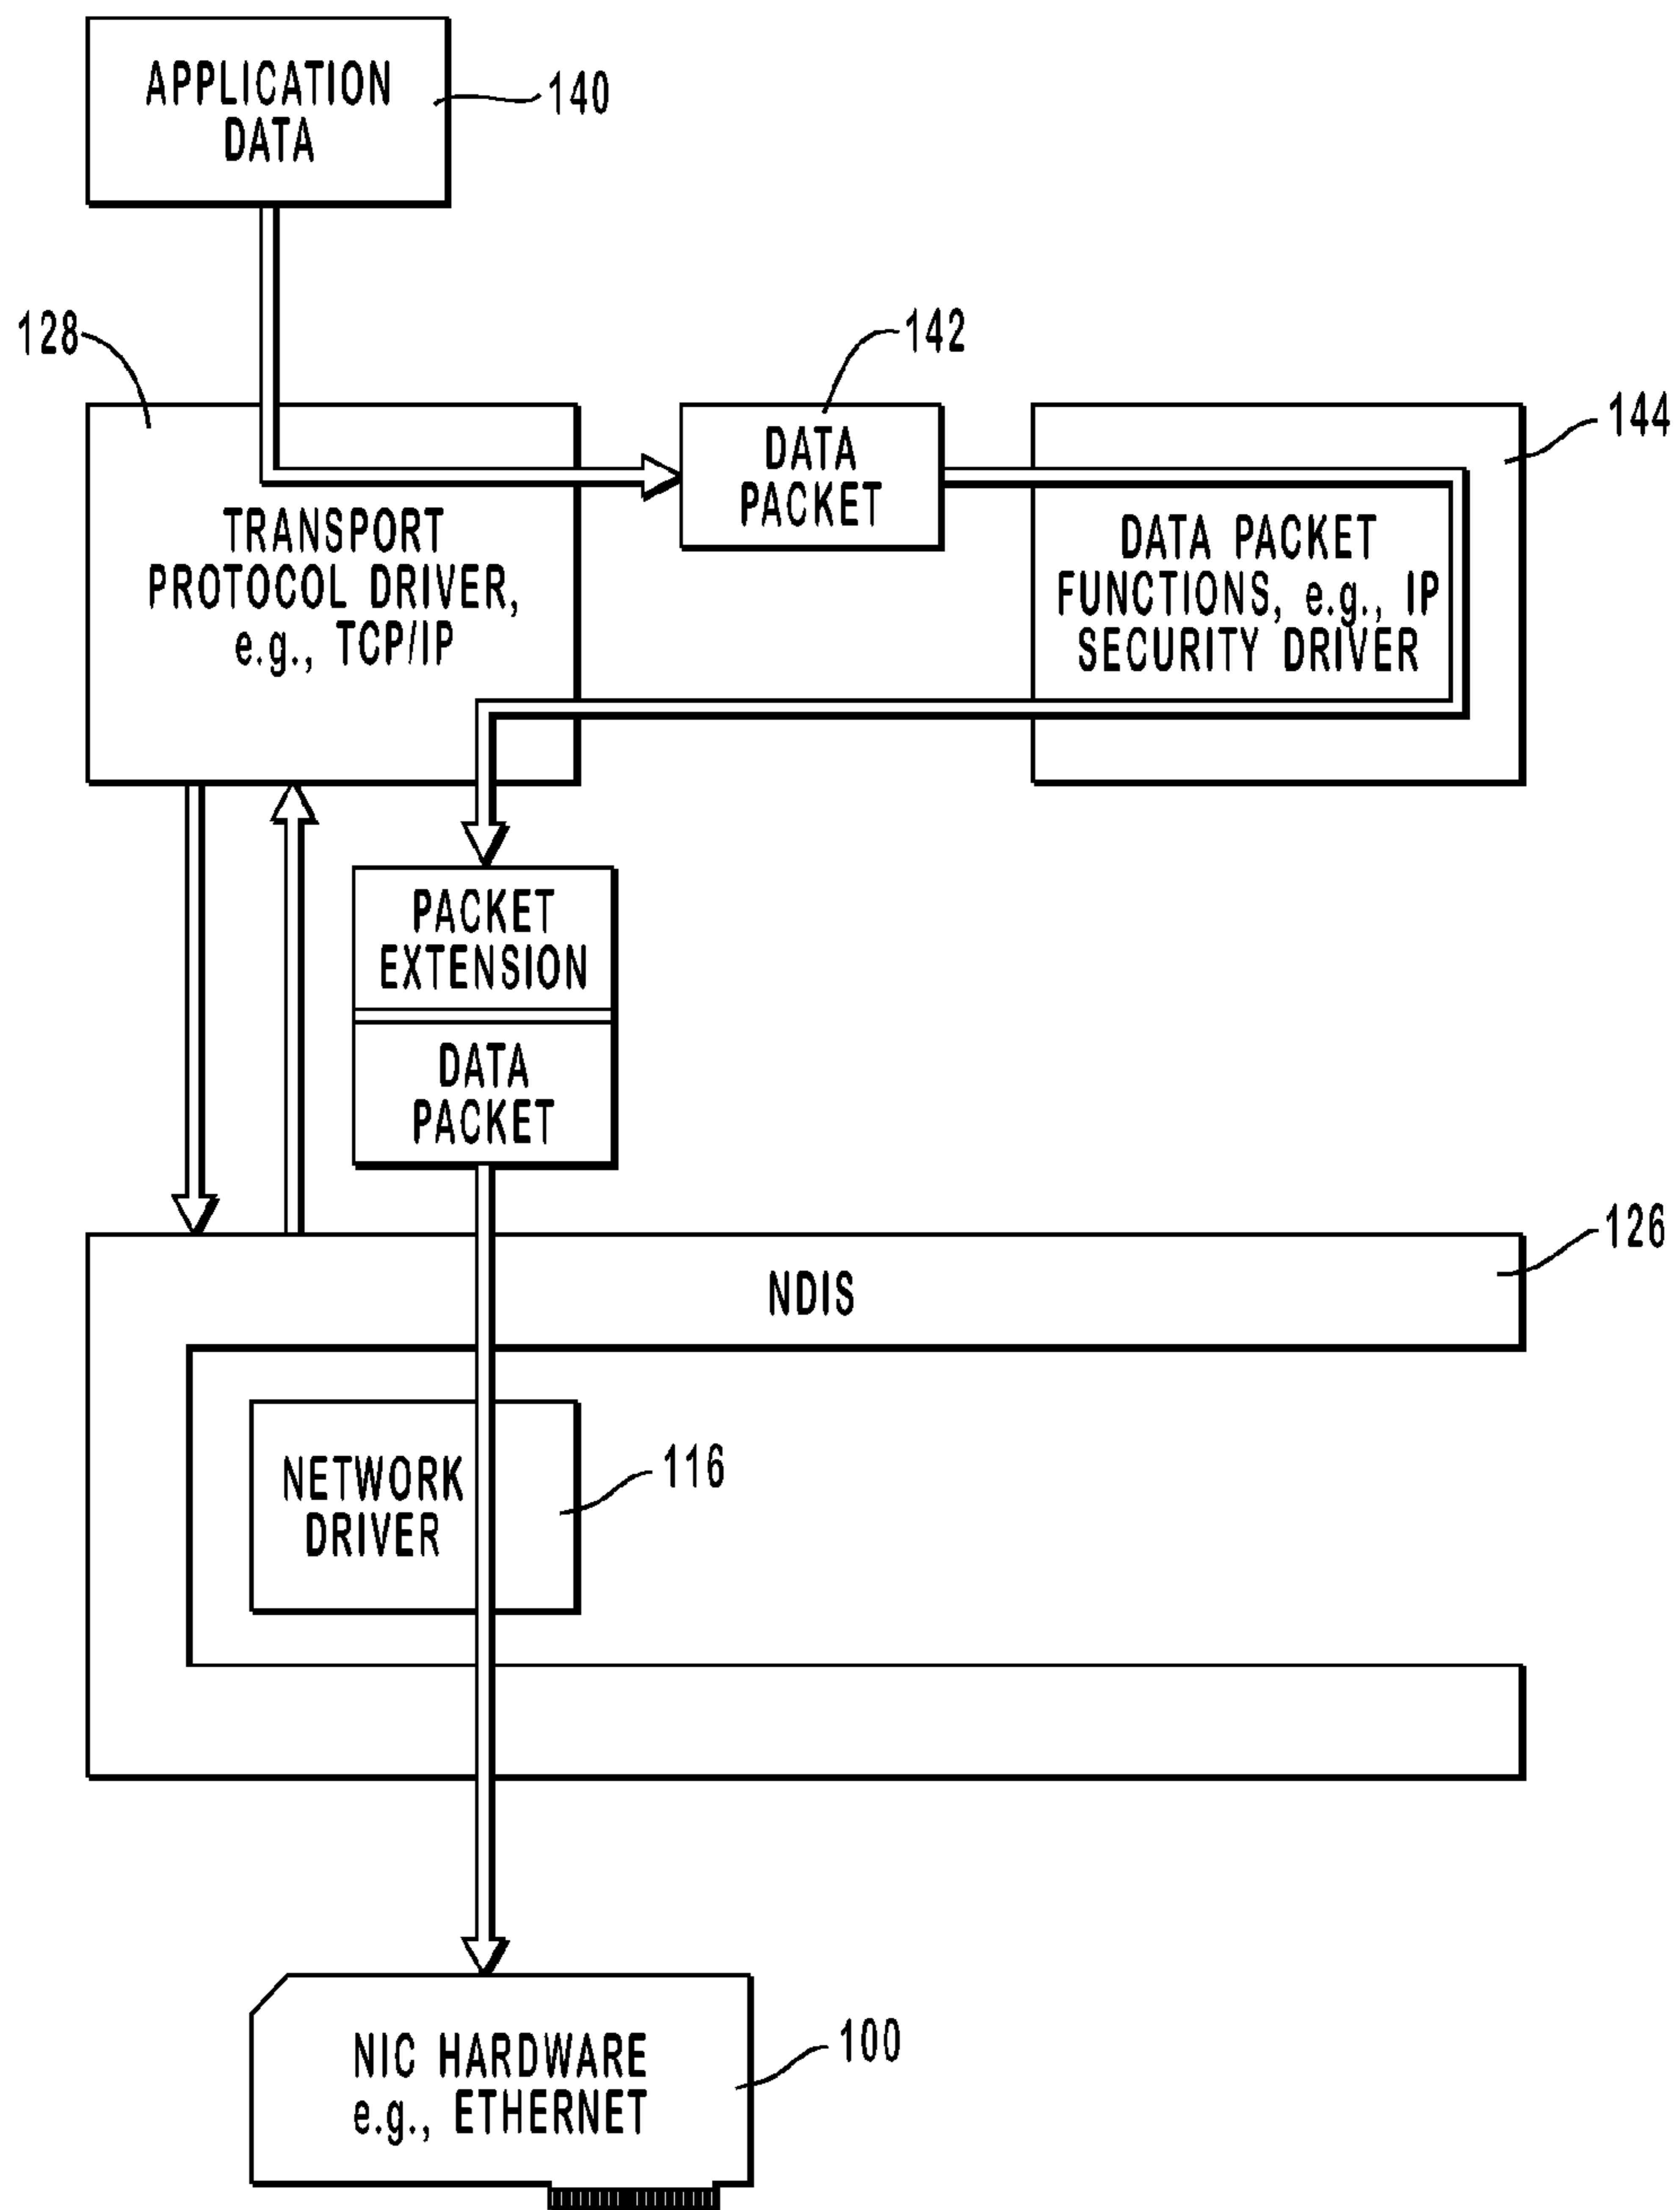 APPLICATION
DATA
140
128
142
144
DATA
PACKET
TRANSPORT
PROTOCOL DRIVER,
e.g., TCP/IP
DATA PACKET
FUNCTIONS, e.g., IP
SECURITY DRIVER
PACKET
EXTENSION
DATA
PACKET
126
NDIS
NETWORK
DRIVER
116
NIC HARDWARE
e.g., ETHERNET
100